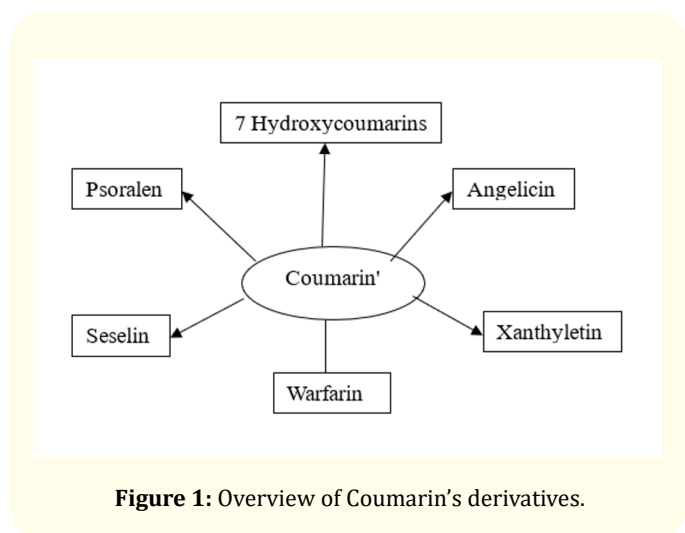 7 Hydroxycoumarins
Psoralen
Angelicin
Coumarin'
Seselin
Xanthyletin
Warfarin
Figure 1: Overview of Coumarin’s derivatives.